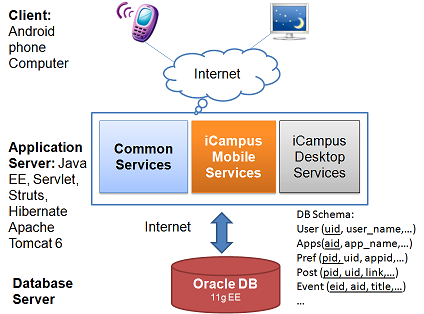 Client:
Android
phone
Computer
Internet
Application
Server: Java
EE, Servlet,
Struts,
Hibernate
Apache
Tomcat 6
Common
Services
iCampus
Mobile
Services
iCampus
Desktop
Services
Internet
DB Schema:
User (uid, user_name,...)
Apps(aid, app_name,...)
Pref (pid, uid, appid,...)
Post (pid, uid, link,...)
Event (eid, aid, title,...)
...
Database
Server
Oracle DB
11g EE